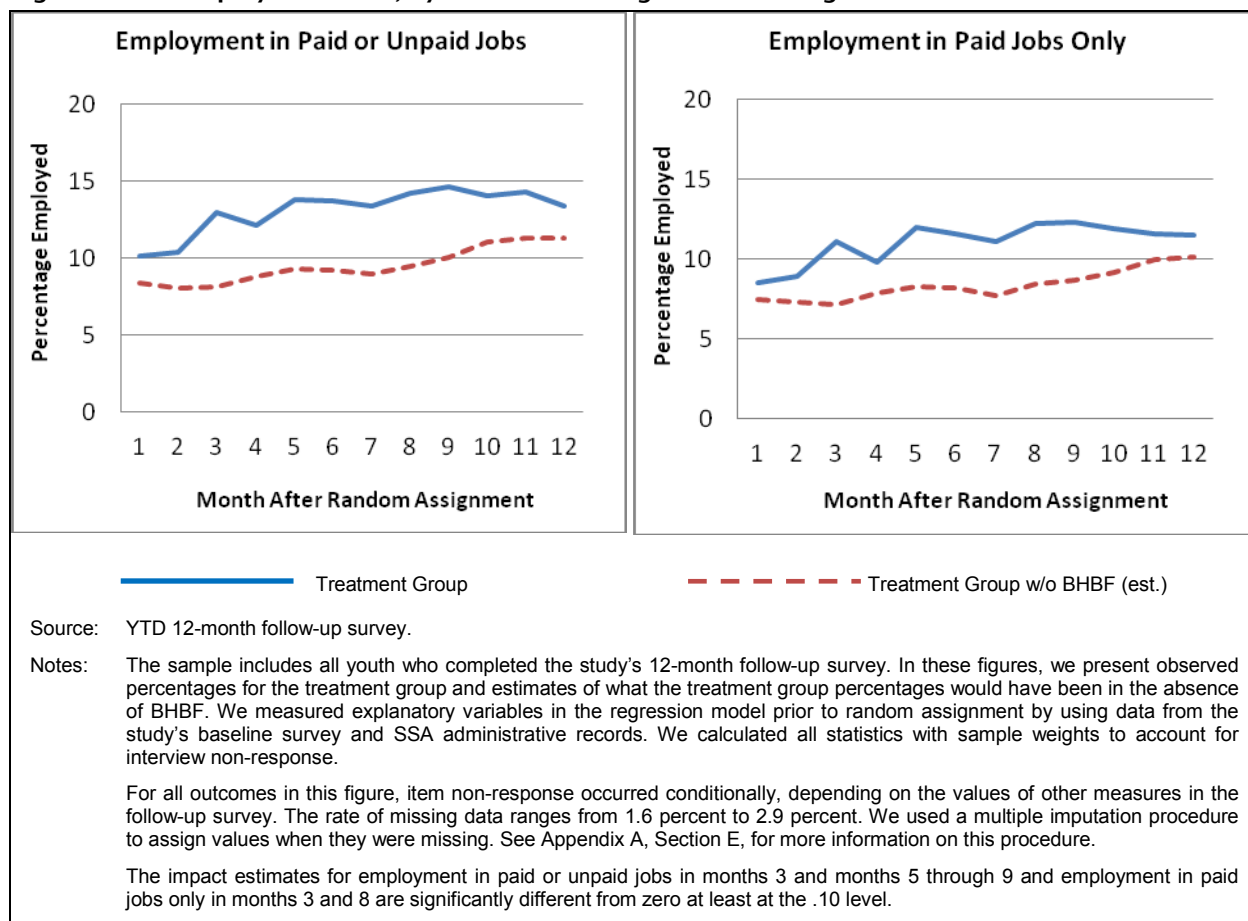 Employment in Paid or Unpaid Jobs
20
15
10
5
0
Percentage Employed
1 2 3 4 5 6 7 8 9 10 11 12
Month After Random Assignment
Employment in Paid Jobs Only
20
15
10
5
0
Percentage Employed
1 2 3 4 5 6 7 8 9 10 11 12
Month After Random Assignment
Treatment Group
Treatment Group w/o BHBF (est.)
Source: YTD 12-month follow-up survey.
Notes: The sample includes all youth who completed the study's 12-month follow-up survey. In these figures, we present observed
percentages for the treatment group and estimates of what the treatment group percentages would have been in the absence
of BHBF. We measured explanatory variables in the regression model prior to random assignment by using data from the
study's baseline survey and SSA administrative records. We calculated all statistics with sample weights to account for
interview non-response.
For all outcomes in this figure, item non-response occurred conditionally, depending on the values of other measures in the
follow-up survey. The rate of missing data ranges from 1.6 percent to 2.9 percent. We used a multiple imputation procedure
to assign values when they were missing. See Appendix A, Section E, for more information on this procedure.
The impact estimates for employment in paid or unpaid jobs in months 3 and months 5 through 9 and employment in paid
jobs only in months 3 and 8 are significantly different from zero at least at the .10 level.